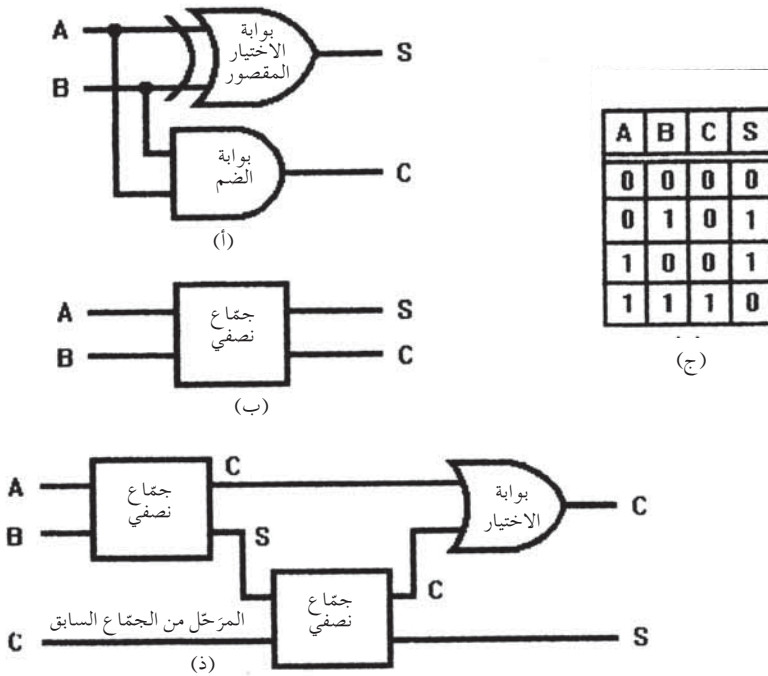 A
B
بوابة
الاختيار
المقصور
S
بوابة
الضم
C
(أ)
A B C S
0 0 0 0
0 1 0 1
1 0 0 1
1 1 1 0
(ج)
A
B
جمّاع
نصفي
S
C
(ب)
A
B
جمّاع
نصفي
C
S
بوابة
الاختيار
C
جمّاع
نصفي
C
المرَحّل من الجمّاع السابق
C
S
(ذ)